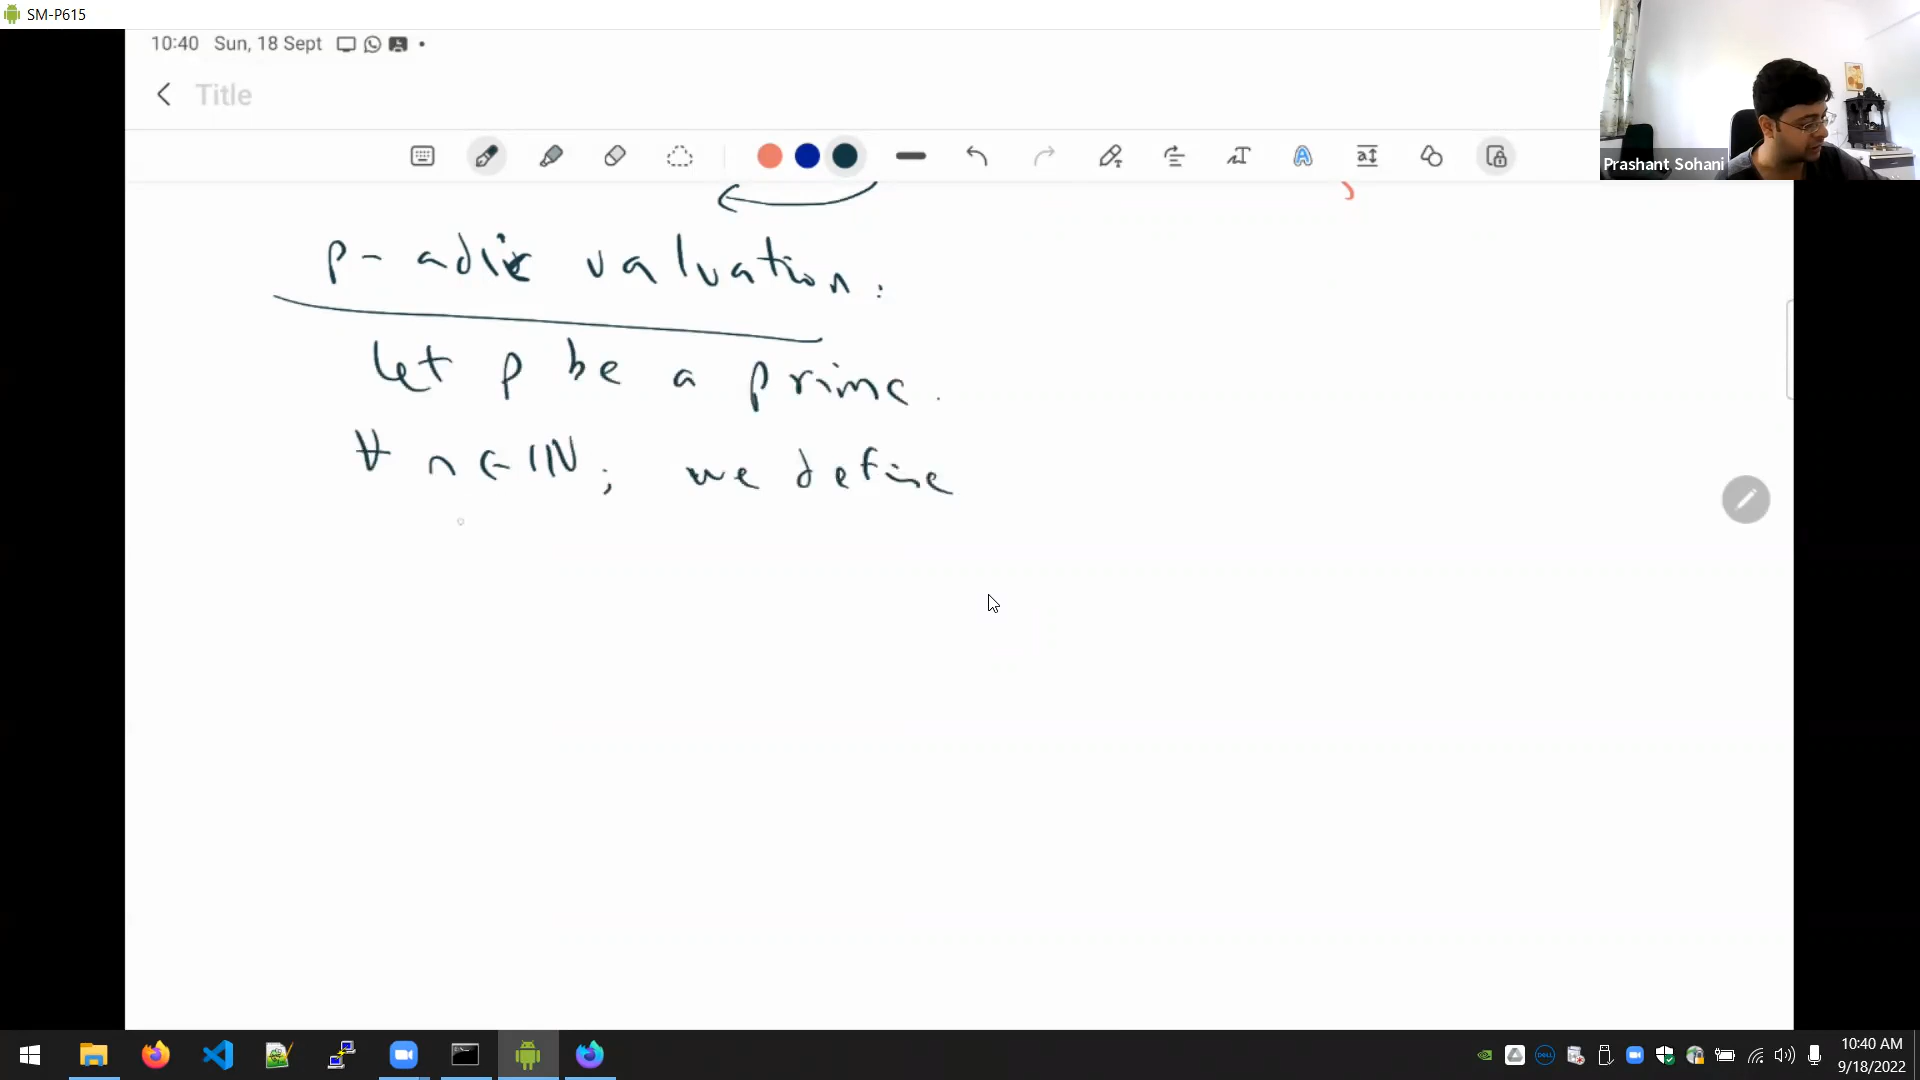 SM-P615
10:40 Sun, 18 Sept
Title
Prashant Sohani
p-adic valuation:
let p be a prime.
∀ n ∈ ℕ; we define
10:40 AM
9/18/2022